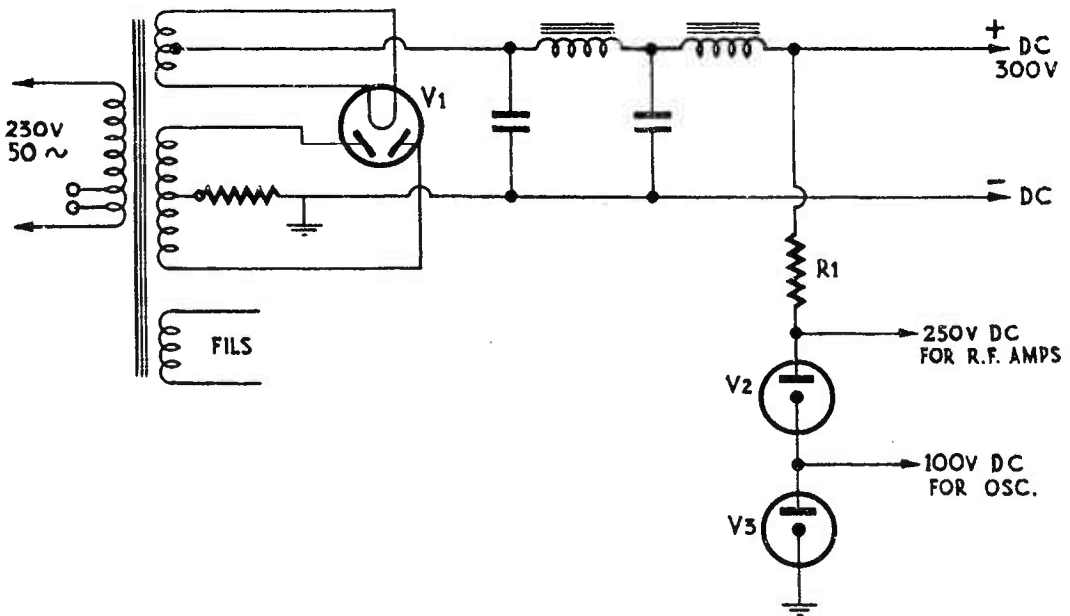 V1
+
DC
300V
230V
50 ~
-
DC
R1
FILS
250V DC
FOR R.F. AMPS
V2
100V DC
FOR OSC.
V3